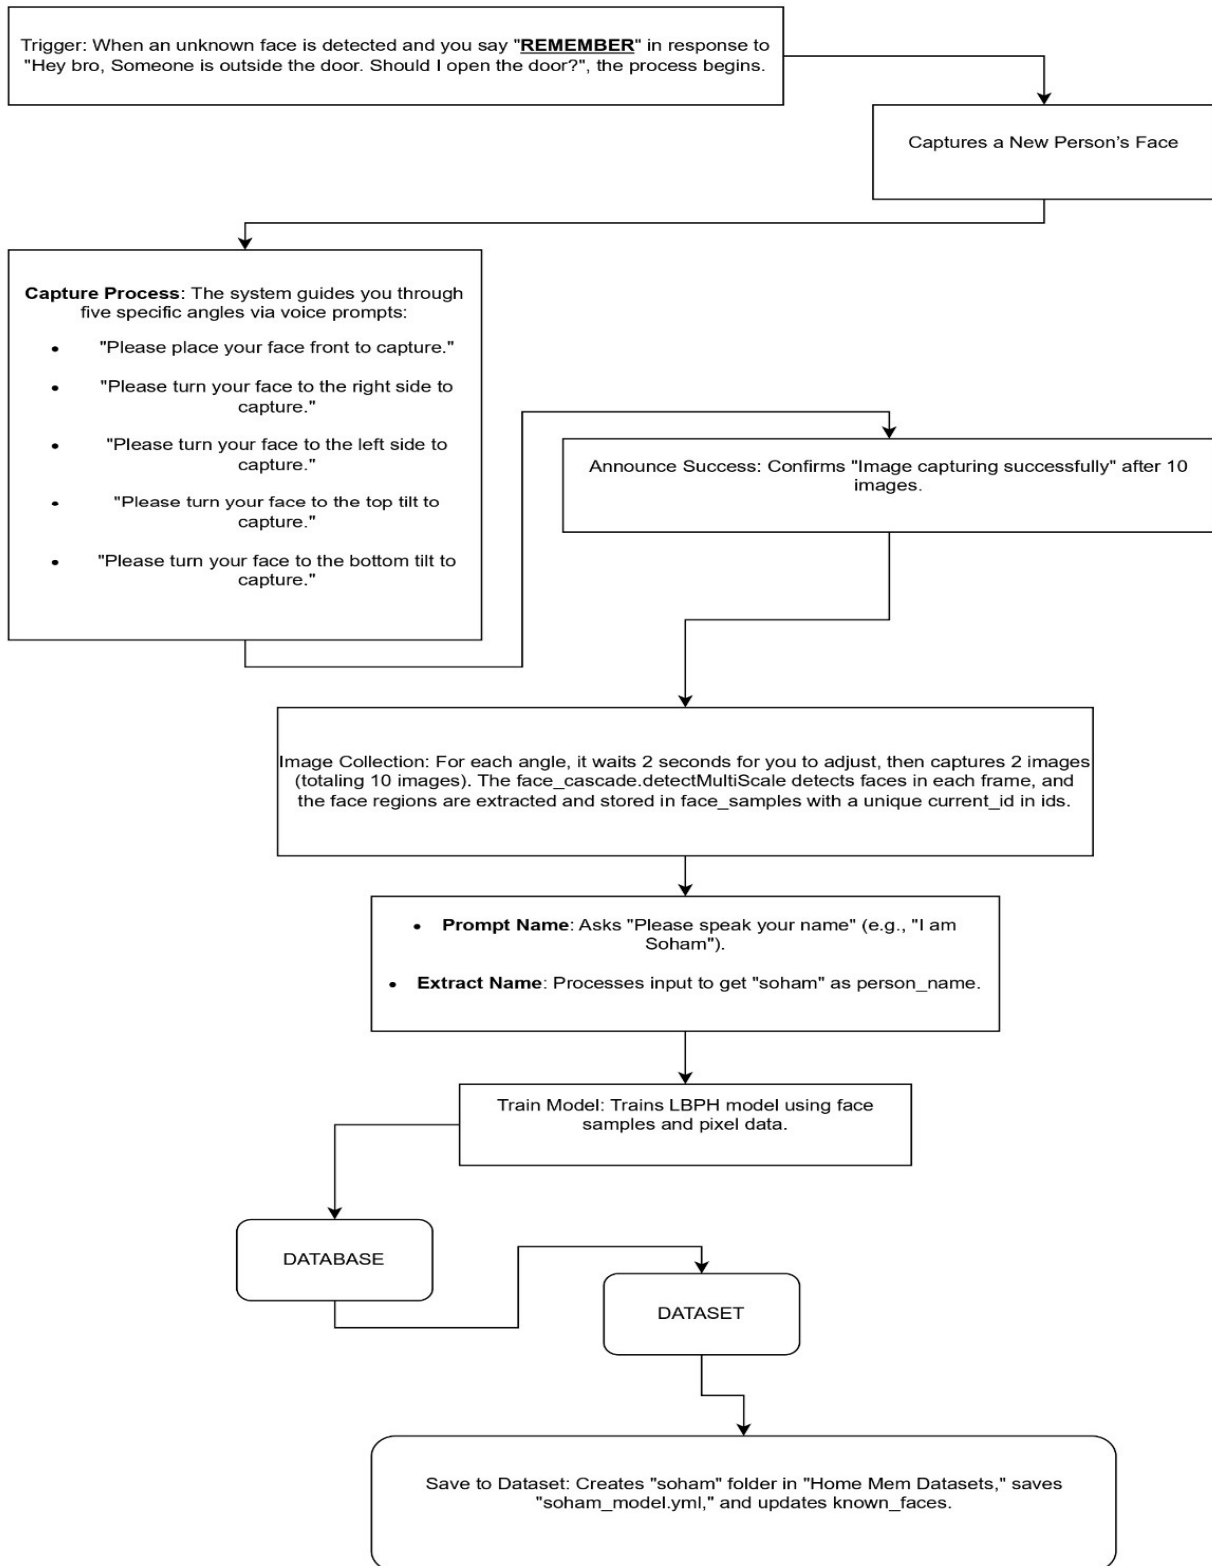 Trigger: When an unknown face is detected and you say "REMEMBER" in response to
"Hey bro, Someone is outside the door. Should I open the door?", the process begins.
Captures a New Person’s Face
Capture Process: The system guides you through
five specific angles via voice prompts:
• "Please place your face front to capture."
• "Please turn your face to the right side to
capture."
• "Please turn your face to the left side to
capture."
• "Please turn your face to the top tilt to
capture."
• "Please turn your face to the bottom tilt to
capture."
Announce Success: Confirms "Image capturing successfully" after 10
images.
Image Collection: For each angle, it waits 2 seconds for you to adjust, then captures 2 images
(totaling 10 images). The face_cascade.detectMultiScale detects faces in each frame, and
the face regions are extracted and stored in face_samples with a unique current_id in ids.
• Prompt Name: Asks "Please speak your name" (e.g., "I am
Soham").
• Extract Name: Processes input to get "soham" as person_name.
Train Model: Trains LBPH model using face
samples and pixel data.
DATABASE
DATASET
Save to Dataset: Creates "soham" folder in "Home Mem Datasets," saves
"soham_model.yml," and updates known_faces.